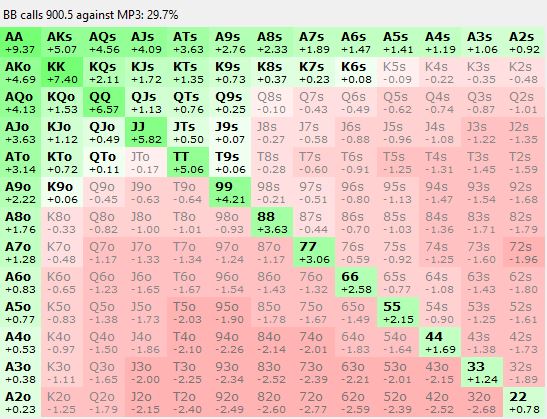 BB calls 900.5 against MP3: 29.7%
AA AKs AQs AJs ATs A9s A8s A7s A6s A5s A4s A3s A2s
+9.37 +5.07 +4.56 +4.09 +3.63 +2.76 +2.33 +1.89 +1.47 +1.41 +1.19 +1.06 +0.92
AKo KK KQs KJs KTs K9s K8s K7s K6s K5s K4s K3s K2s
+4.69 +7.40 +2.11 +1.72 +1.35 +0.73 +0.37 +0.23 +0.08 -0.09 -0.22 -0.35 -0.48
AQo KQo QQ QJs QTs Q9s Q8s Q7s Q6s Q5s Q4s Q3s Q2s
+4.13 +1.53 +6.57 +1.13 +0.76 +0.25 -0.10 -0.43 -0.49 -0.62 -0.74 -0.87 -1.01
AJo KJo QJo JJ JTs J9s J8s J7s J6s J5s J4s J3s J2s
+3.63 +1.12 +0.49 +5.82 +0.50 +0.07 -0.27 -0.58 -0.88 -0.96 -1.08 -1.22 -1.35
ATo KTo QTo JTo TT T9s T8s T7s T6s T5s T4s T3s T2s
+3.14 +0.72 +0.11 -0.17 +5.06 +0.06 -0.28 -0.60 -0.91 -1.25 -1.31 -1.45 -1.59
A9o K9o Q9o J9o T9o 99 98s 97s 96s 95s 94s 93s 92s
+2.22 +0.06 -0.45 -0.63 -0.64 +4.21 -0.21 -0.51 -0.80 -1.13 -1.47 -1.54 -1.68
A8o K8o Q8o J8o T8o 98o 88 87s 86s 85s 84s 83s 82s
+1.76 -0.33 -0.82 -1.00 -1.01 -0.93 +3.63 -0.44 -0.70 -1.03 -1.36 -1.71 -1.79
A7o K7o Q7o J7o T7o 97o 87o 77 76s 75s 74s 73s 72s
+1.28 -0.48 -1.17 -1.33 -1.34 -1.24 -1.17 +3.06 -0.59 -0.92 -1.25 -1.60 -1.96
A6o K6o Q6o J6o T6o 96o 86o 76o 66 65s 64s 63s 62s
+0.83 -0.65 -1.23 -1.65 -1.67 -1.54 -1.43 -1.32 +2.58 -0.77 -1.08 -1.43 -1.80
A5o K5o Q5o J5o T5o 95o 85o 75o 65o 55 54s 53s 52s
+0.77 -0.83 -1.38 -1.73 -2.03 -1.90 -1.78 -1.67 -1.49 +2.15 -0.90 -1.25 -1.61
A4o K4o Q4o J4o T4o 94o 84o 74o 64o 54o 44 43s 42s
+0.53 -0.97 -1.50 -1.86 -2.10 -2.26 -2.14 -2.01 -1.83 -1.64 +1.69 -1.38 -1.73
A3o K3o Q3o J3o T3o 93o 83o 73o 63o 53o 43o 33 32s
+0.38 -1.11 -1.65 -2.00 -2.25 -2.34 -2.52 -2.39 -2.21 -2.01 -2.15 +1.24 -1.89
A2o K2o Q2o J2o T2o 92o 82o 72o 62o 52o 42o 32o 22
+0.23 -1.25 -1.79 -2.15 -2.40 -2.49 -2.60 -2.77 -2.59 -2.39 -2.52 -2.68 +0.78